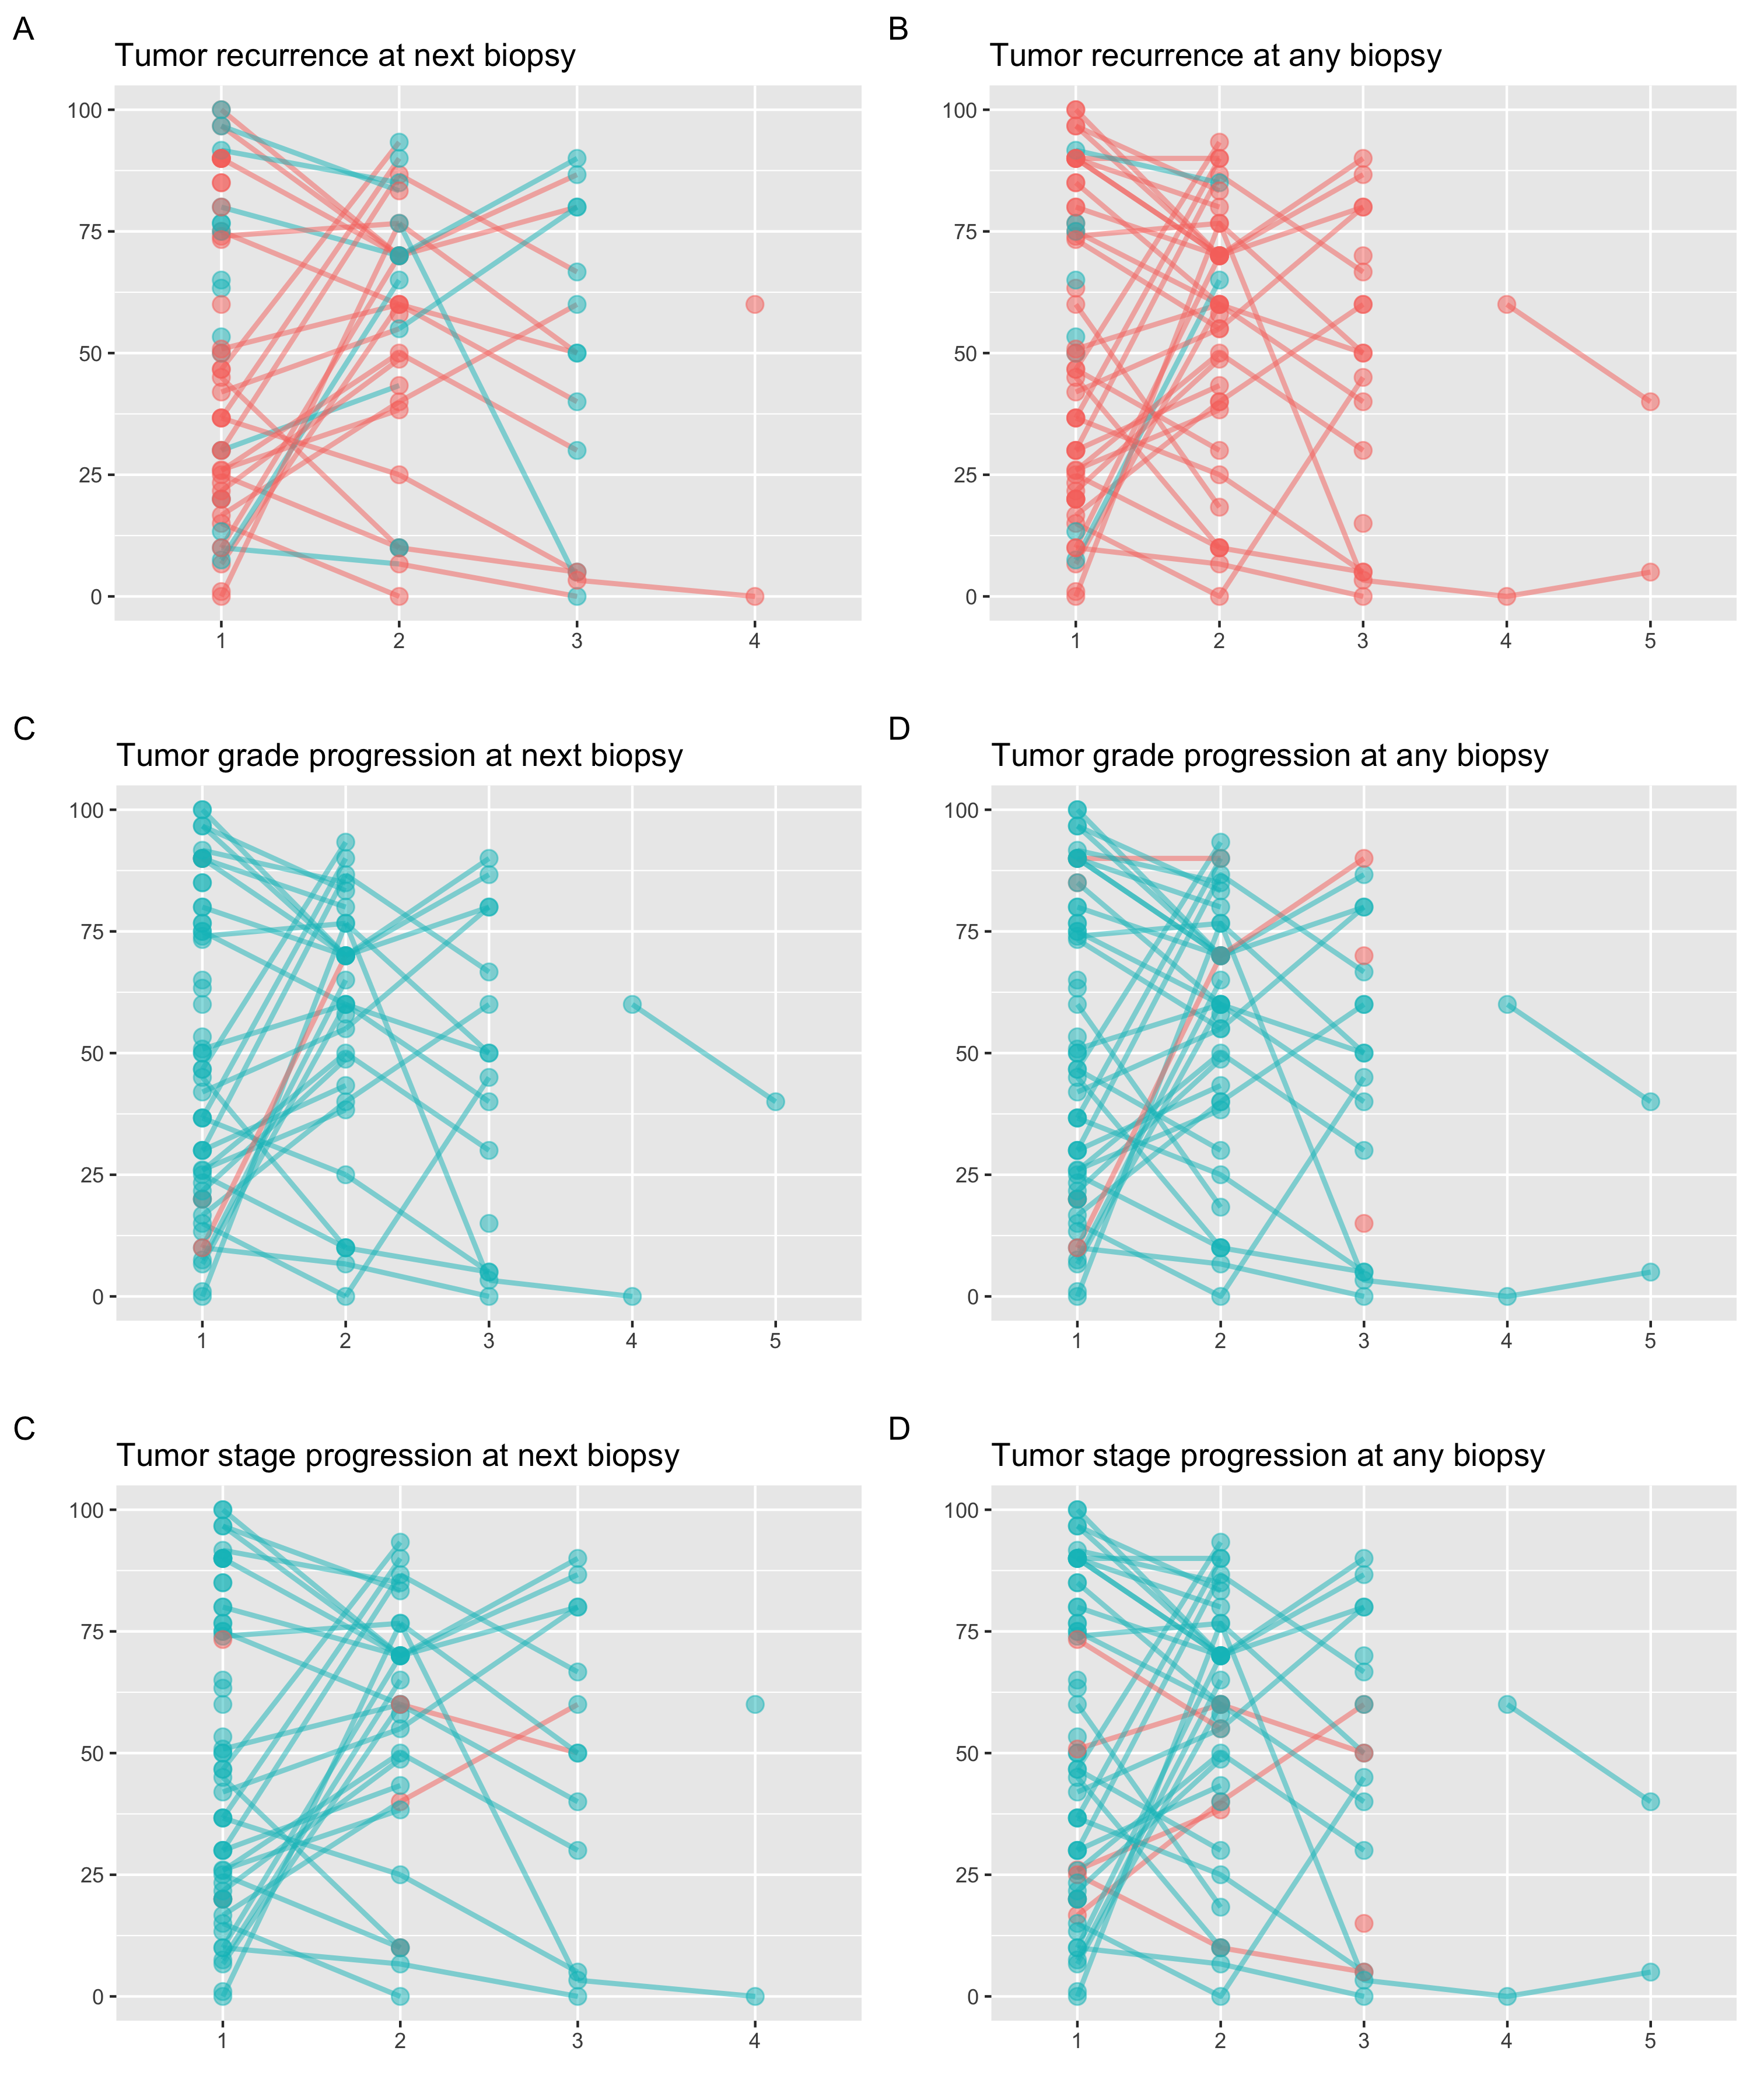 A
B
Tumor recurrence at next biopsy
Tumor recurrence at any biopsy
100
75
50
25
0
1 2 3 4
100
75
50
25
0
1 2 3 4 5
C
D
Tumor grade progression at next biopsy
Tumor grade progression at any biopsy
100
75
50
25
0
1 2 3 4 5
100
75
50
25
0
1 2 3 4 5
C
D
Tumor stage progression at next biopsy
Tumor stage progression at any biopsy
100
75
50
25
0
1 2 3 4
100
75
50
25
0
1 2 3 4 5